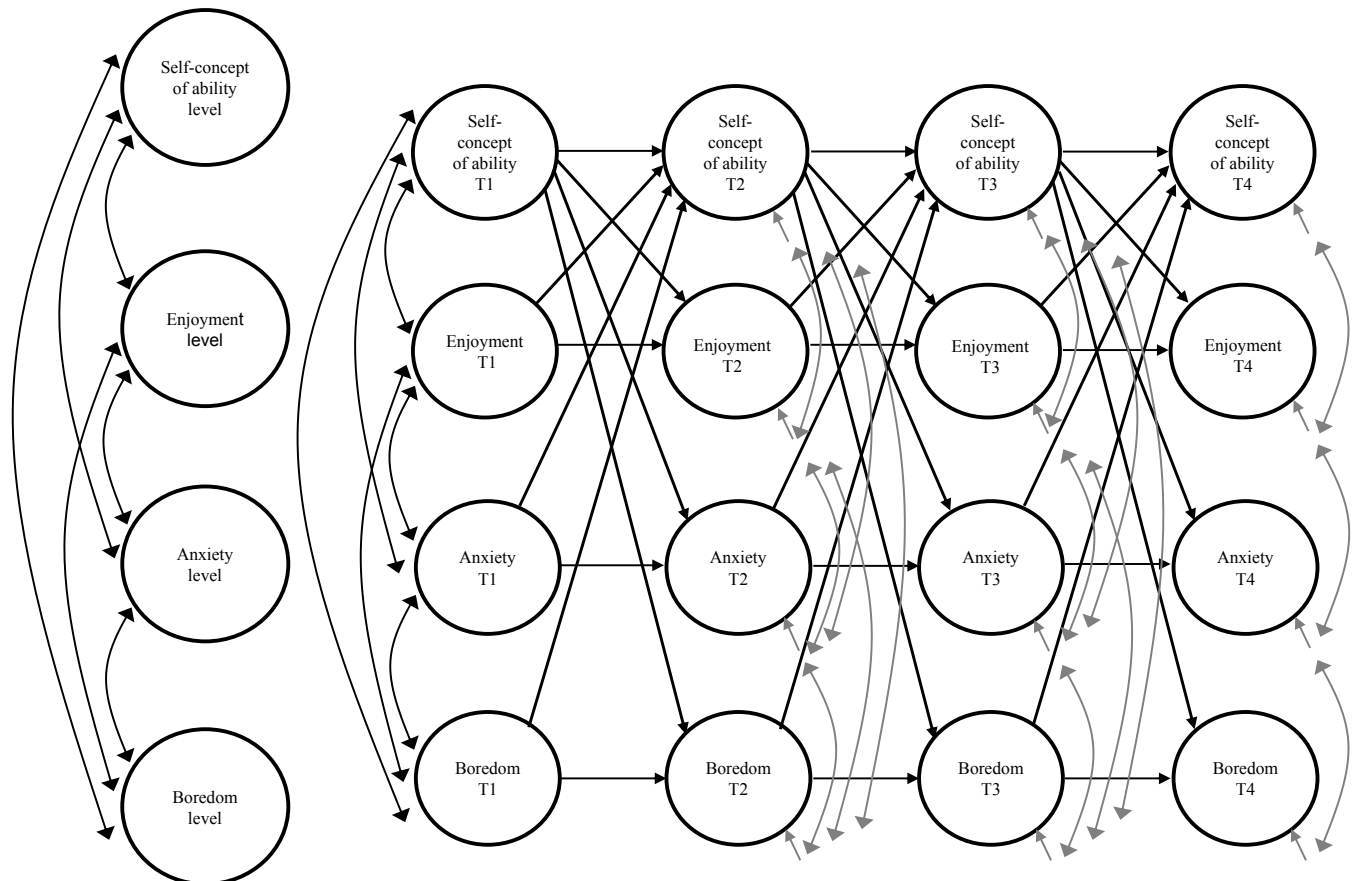 Self-concept
of ability
level
Enjoyment
level
Anxiety
level
Boredom
level
Self-
concept
of ability
T1
Self-
concept
of ability
T2
Self-
concept
of ability
T3
Self-
concept
of ability
T4
Enjoyment
T1
Enjoyment
T2
Enjoyment
T3
Enjoyment
T4
Anxiety
T1
Anxiety
T2
Anxiety
T3
Anxiety
T4
Boredom
T1
Boredom
T2
Boredom
T3
Boredom
T4